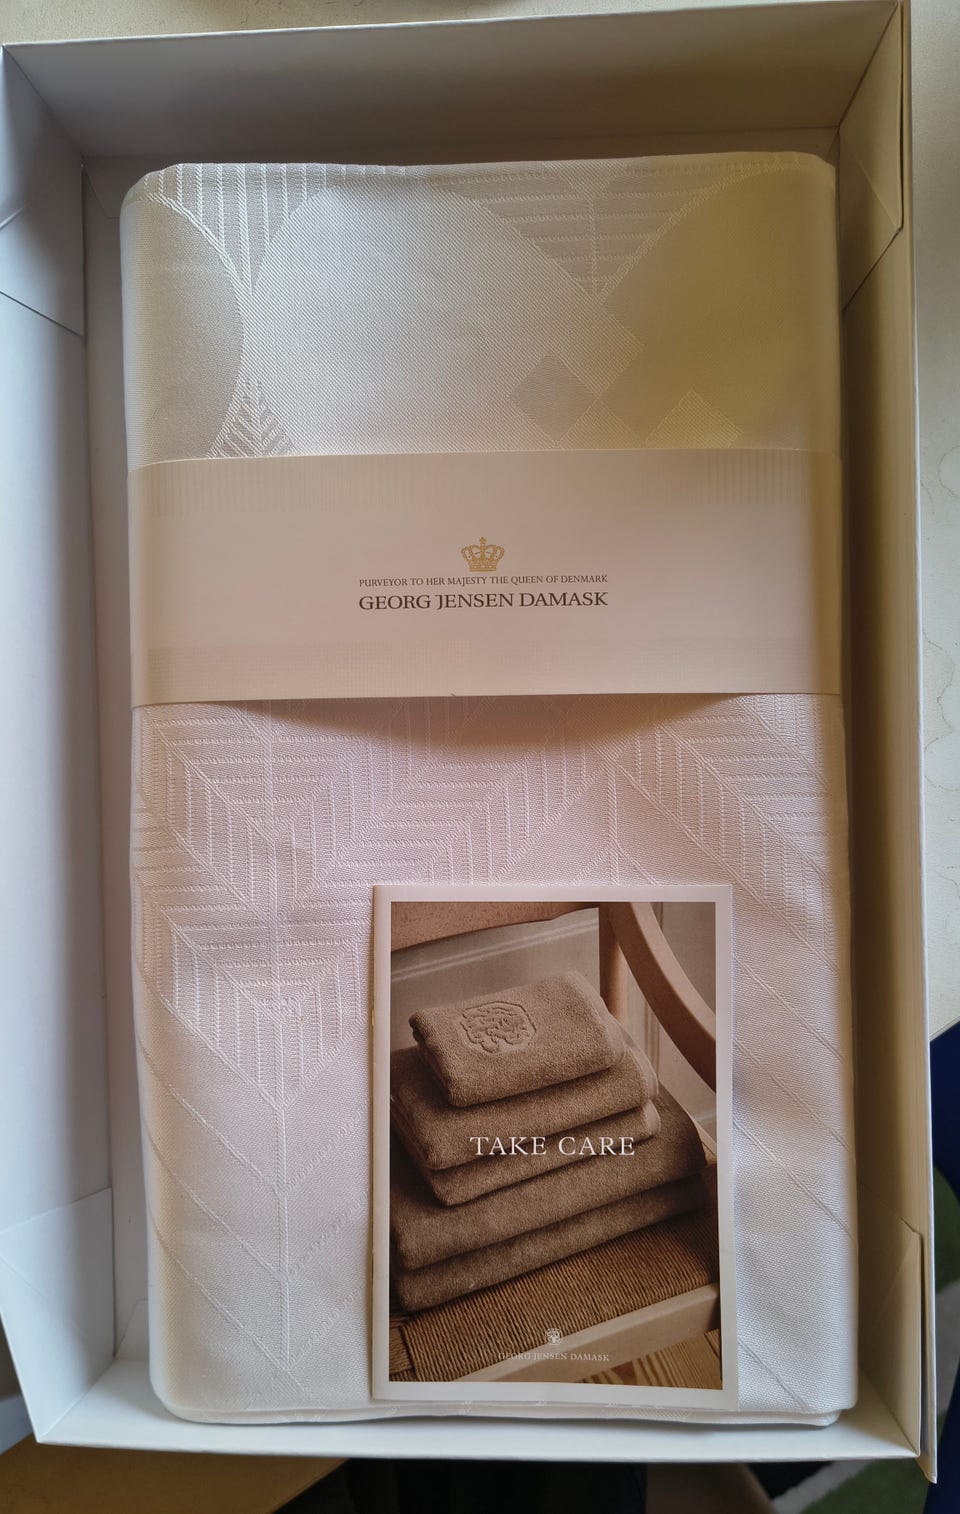 PURVEYOR TO HER MAJESTY THE QUEEN OF DENMARK
GEORG JENSEN DAMASK
TAKE CARE
GEORG JENSEN DAMASK